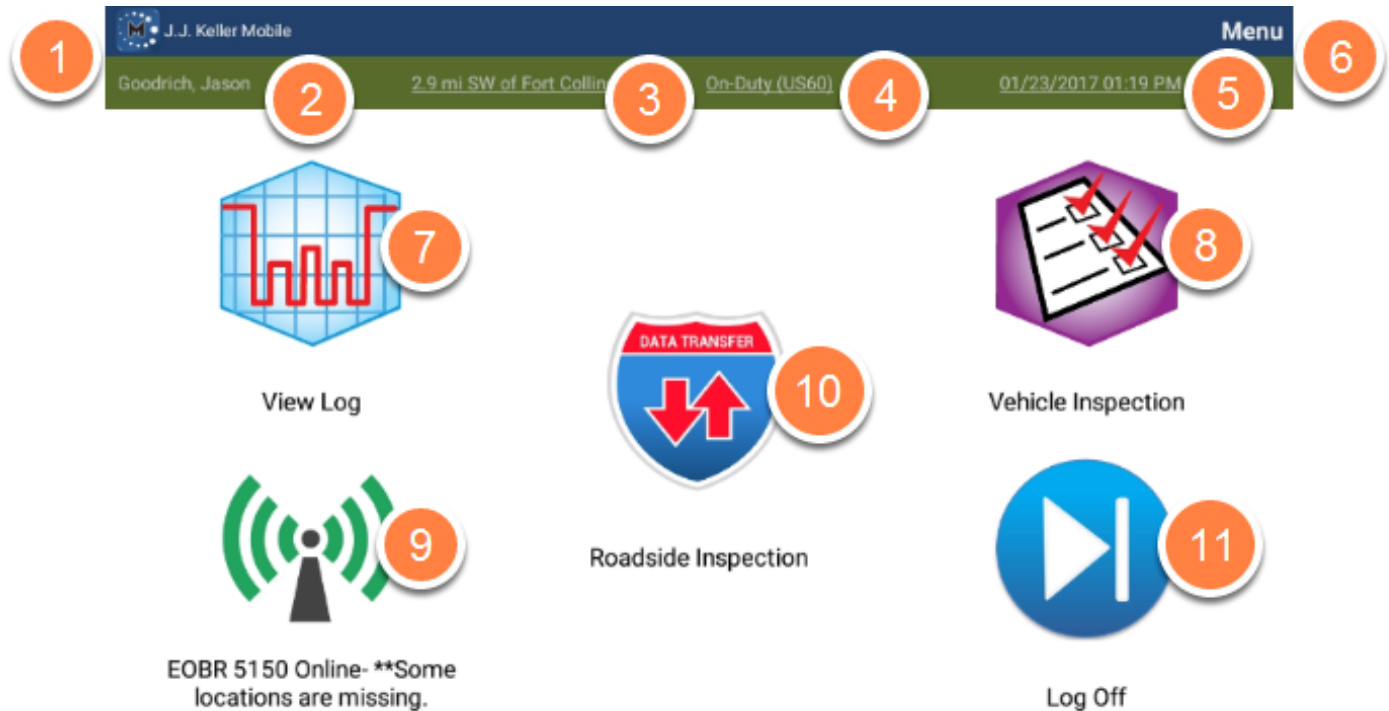 J.J. Keller Mobile
Menu
1
6
Goodrich, Jason
2
2.9 mi SW of Fort Collin
3
On-Duty (US60)
4
01/23/2017 01:19 PM
5
7
8
DATA TRANSFER
10
View Log
Vehicle Inspection
9
11
Roadside Inspection
EOBR 5150 Online- **Some
locations are missing.
Log Off